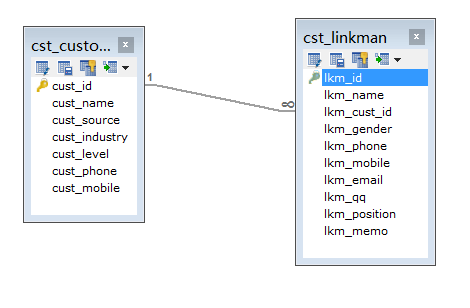 cst_custo...
cust_id
cust_name
cust_source
cust_industry
cust_level
cust_phone
cust_mobile
1
∞
cst_linkman
lkm_id
lkm_name
lkm_cust_id
lkm_gender
lkm_phone
lkm_mobile
lkm_email
lkm_qq
lkm_position
lkm_memo